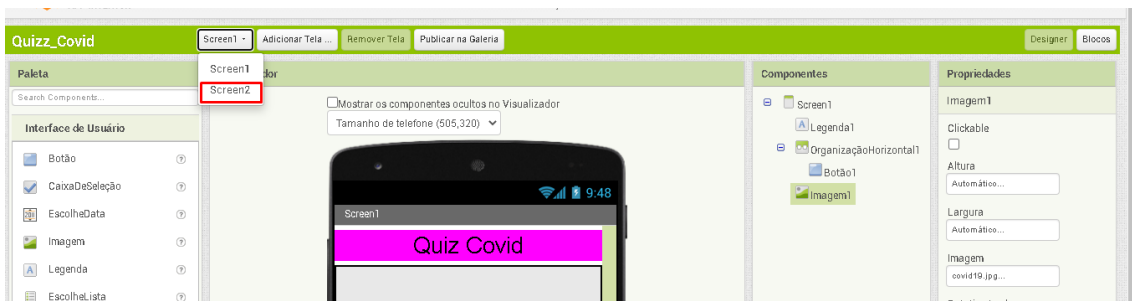 Quizz_Covid
Screen1
Adicionar Tela ...
Remover Tela
Publicar na Galeria
Designer
Blocos
Screen1
Screen2
Paleta
Search Components...
Interface de Usuário
Botão
CaixaDeSeleção
EscolheData
Imagem
Legenda
EscolheLista
dor
Mostrar os componentes ocultos no Visualizador
Tamanho de telefone (505,320)
9:48
Screen1
Quiz Covid
Componentes
Screen1
Legenda1
OrganizaçãoHorizontal1
Botão1
Imagem1
Propriedades
Imagem1
Clickable
Altura
Automático...
Largura
Automático...
Imagem
covid19.jpg...